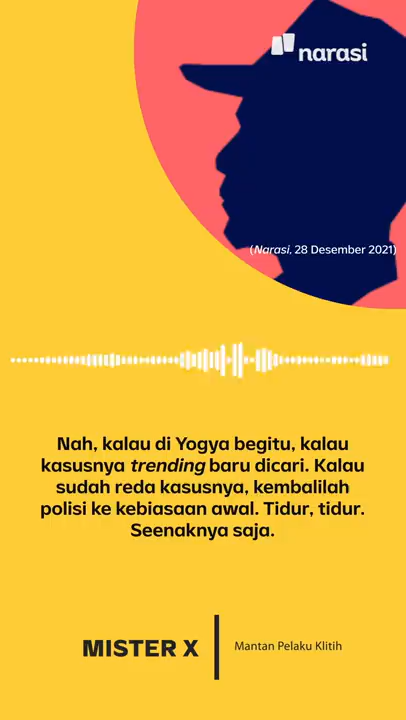 narasi
(Narasi, 28 Desember 2021)
Nah, kalau di Yogya begitu, kalau
kasusnya trending baru dicari. Kalau
sudah reda kasusnya, kembalilah
polisi ke kebiasaan awal. Tidur, tidur.
Seenaknya saja.
MISTER X
Mantan Pelaku Klitih